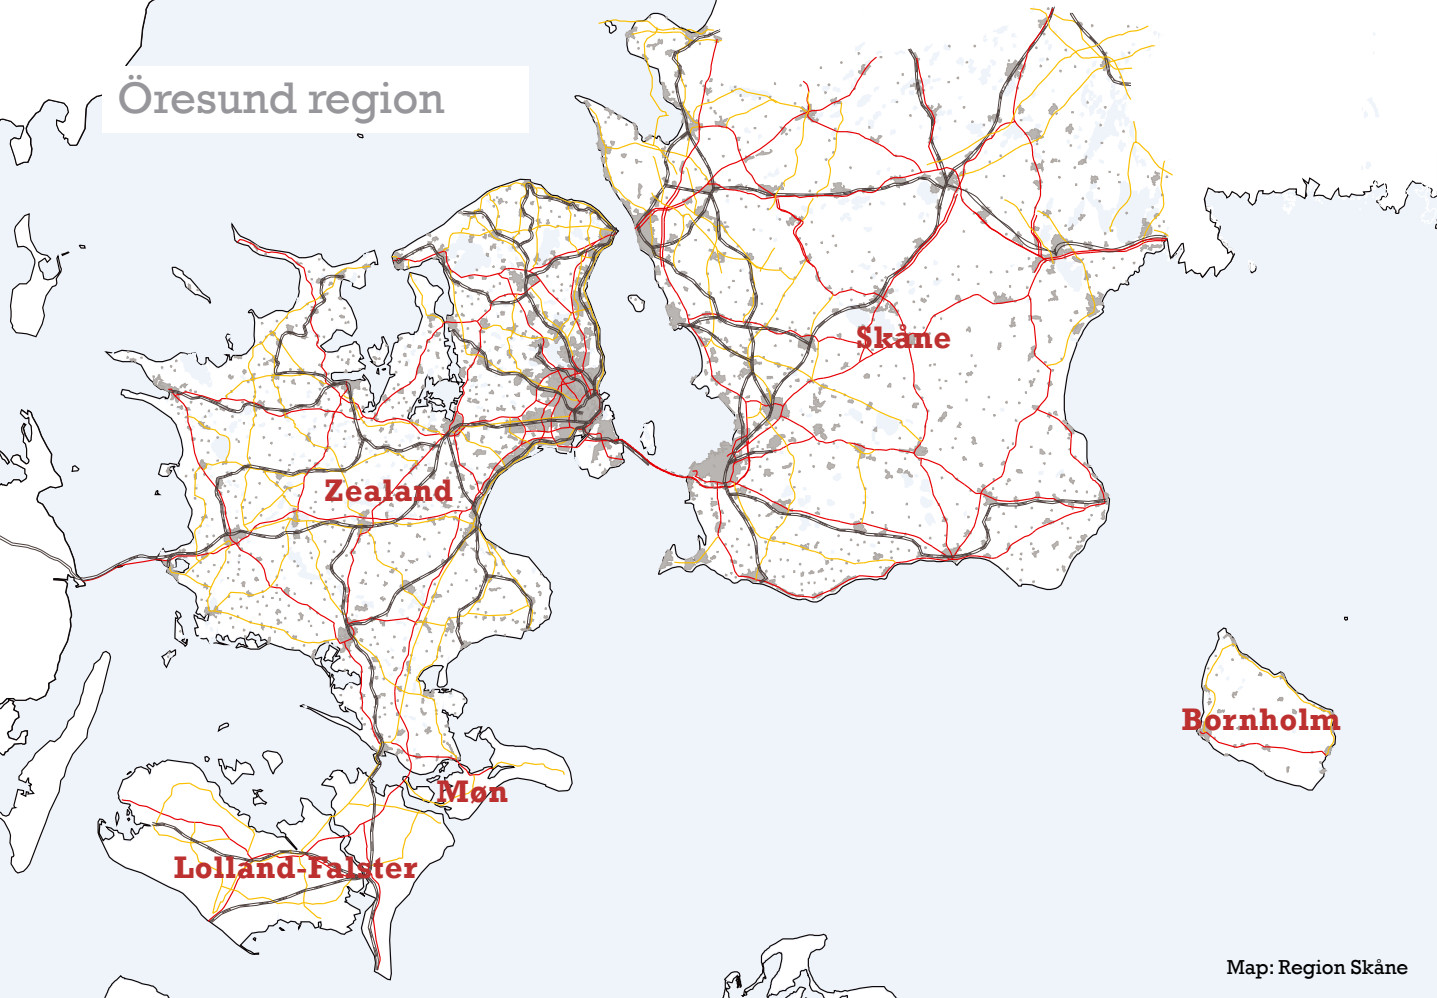 Öresund region
Skåne
Zealand
Bornholm
Møn
Lolland-Falster
Map: Region Skåne